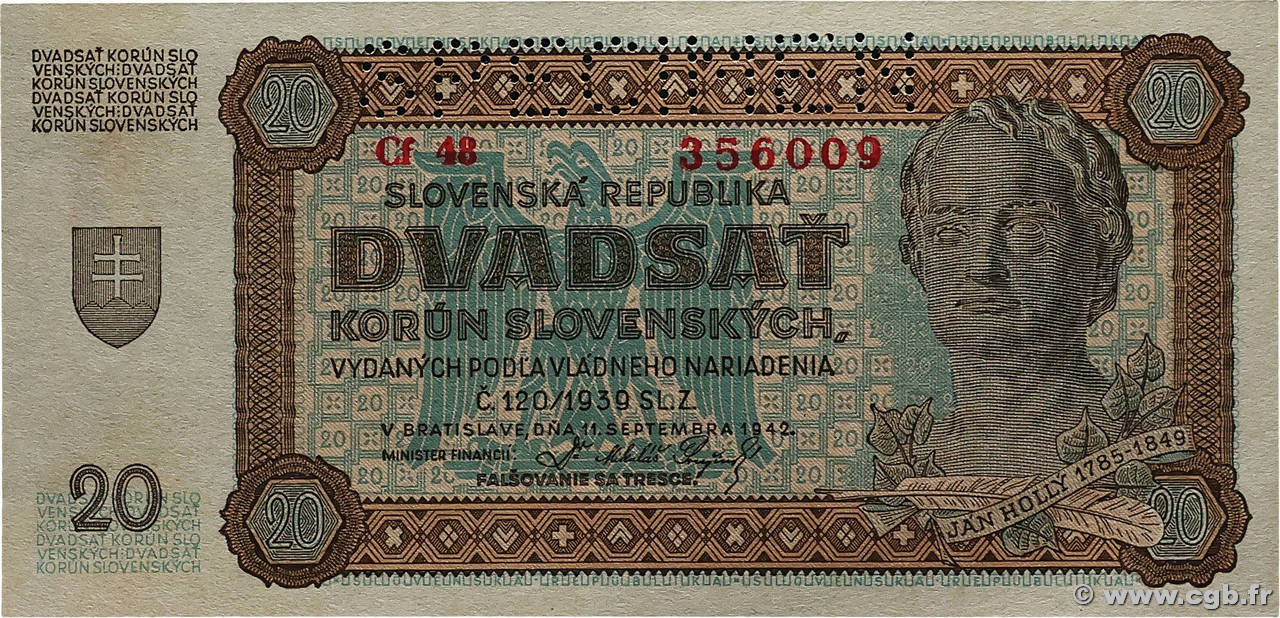 DVADSAŤ KORÚN SLO
VENSKÝCH:DVADSAŤ
KORÚN SLOVENSKÝCH
DVADSAŤ KORÚN SLO
VENSKÝCH:DVADSAŤ
KORÚN SLOVENSKÝCH
20
20
Cf 48
356009
SLOVENSKÁ REPUBLIKA
DVADSAŤ
KORÚN SLOVENSKÝCH,
VYDANÝCH PODĽA VLÁDNEHO NARIADENIA
Č. 120/1939 SL. Z.
V BRATISLAVE, DŇA 11. SEPTEMBRA 1942.
MINISTER FINANCIÍ:
FALŠOVANIE SA TRESCE.
JÁN HOLLÝ 1785-1849
20
DVADSAŤ KORÚN SLO
VENSKÝCH:DVADSAŤ
KORÚN SLOVENSKÝCH
DVADSAŤ KORÚN SLO
VENSKÝCH:DVADSAŤ
KORÚN SLOVENSKÝCH
20
20
© www.cgb.fr